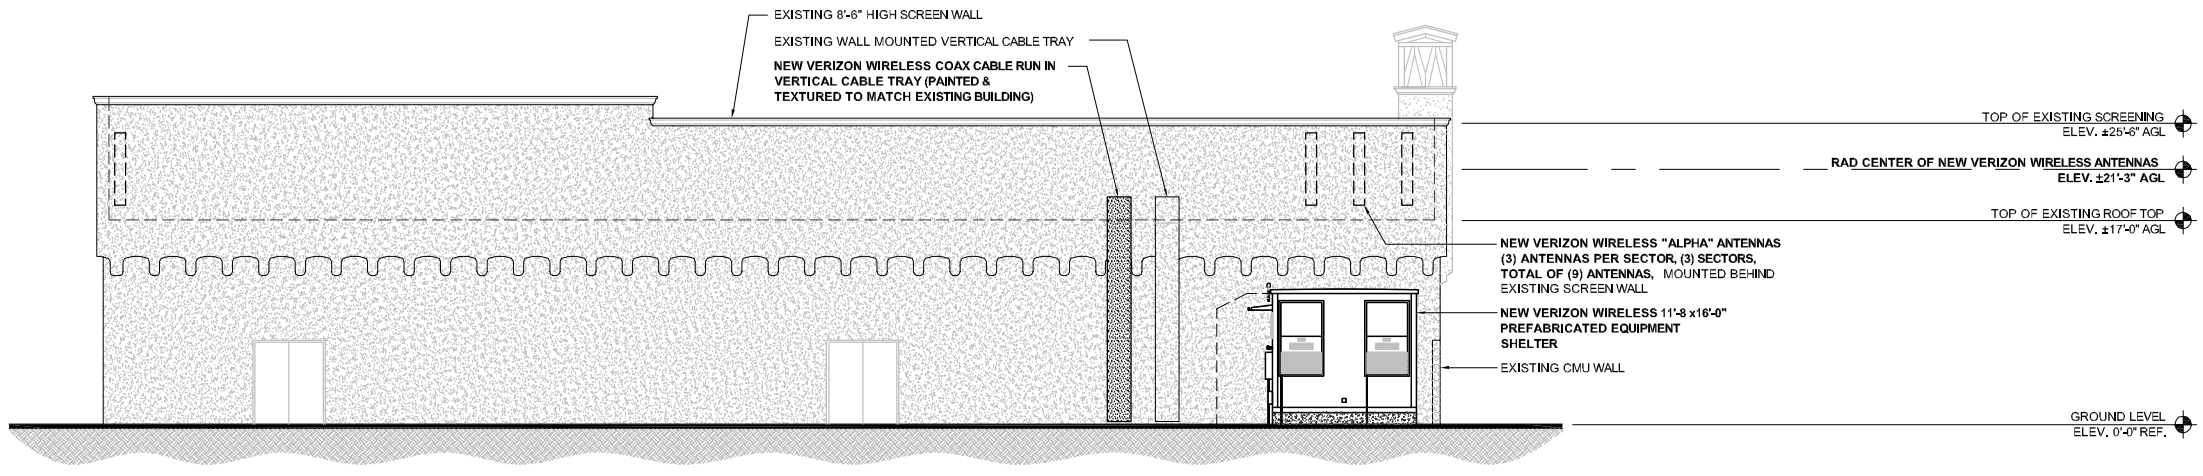 EXISTING 8'-6" HIGH SCREEN WALL
EXISTING WALL MOUNTED VERTICAL CABLE TRAY
NEW VERIZON WIRELESS COAX CABLE RUN IN
VERTICAL CABLE TRAY (PAINTED &
TEXTURED TO MATCH EXISTING BUILDING)
TOP OF EXISTING SCREENING
ELEV. ±25'-6" AGL
RAD CENTER OF NEW VERIZON WIRELESS ANTENNAS
ELEV. ±21'-3" AGL
TOP OF EXISTING ROOF TOP
ELEV. ±17'-0" AGL
NEW VERIZON WIRELESS "ALPHA" ANTENNAS
(3) ANTENNAS PER SECTOR, (3) SECTORS,
TOTAL OF (9) ANTENNAS, MOUNTED BEHIND
EXISTING SCREEN WALL
NEW VERIZON WIRELESS 11'-8 x16'-0"
PREFABRICATED EQUIPMENT
SHELTER
EXISTING CMU WALL
GROUND LEVEL
ELEV. 0'-0" REF.